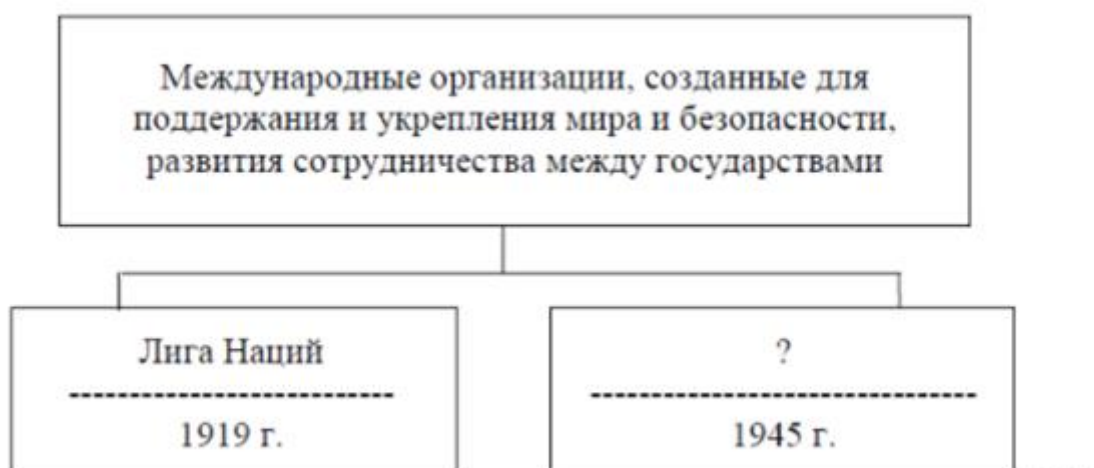 Международные организации, созданные для
поддержания и укрепления мира и безопасности,
развития сотрудничества между государствами
Лига Наций
1919 г.
?
1945 г.